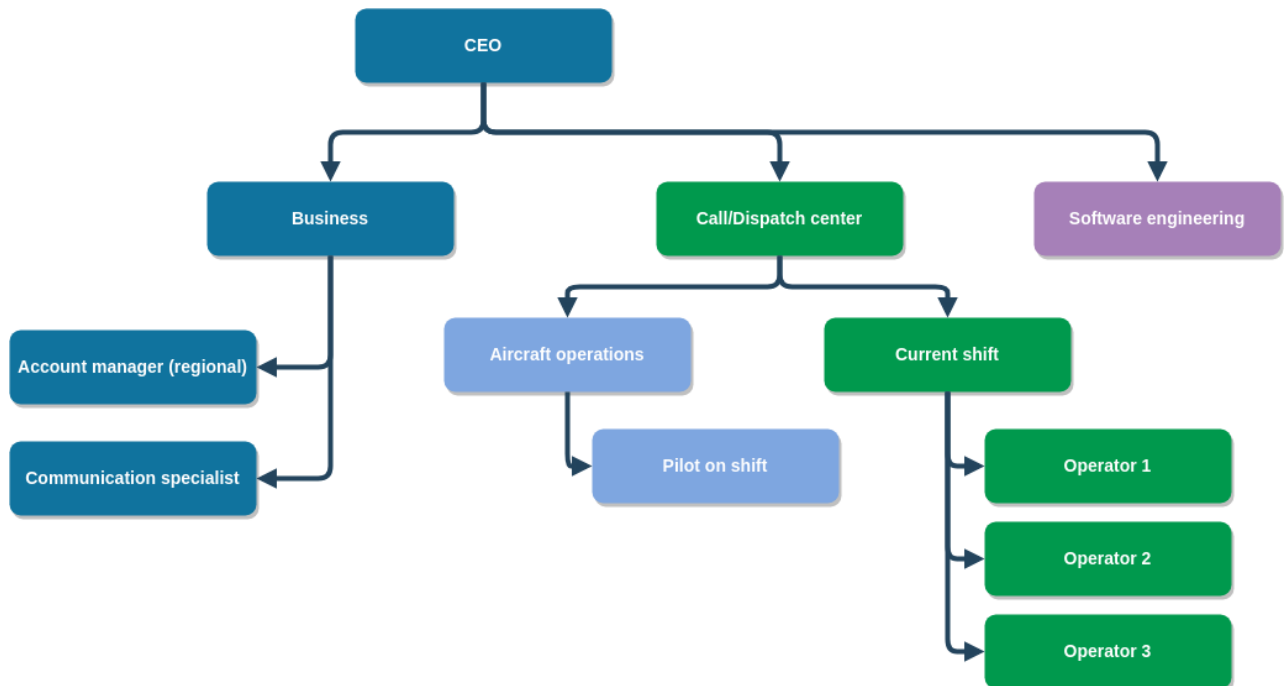 CEO
Business
Call/Dispatch center
Software engineering
Account manager (regional)
Aircraft operations
Current shift
Communication specialist
Pilot on shift
Operator 1
Operator 2
Operator 3